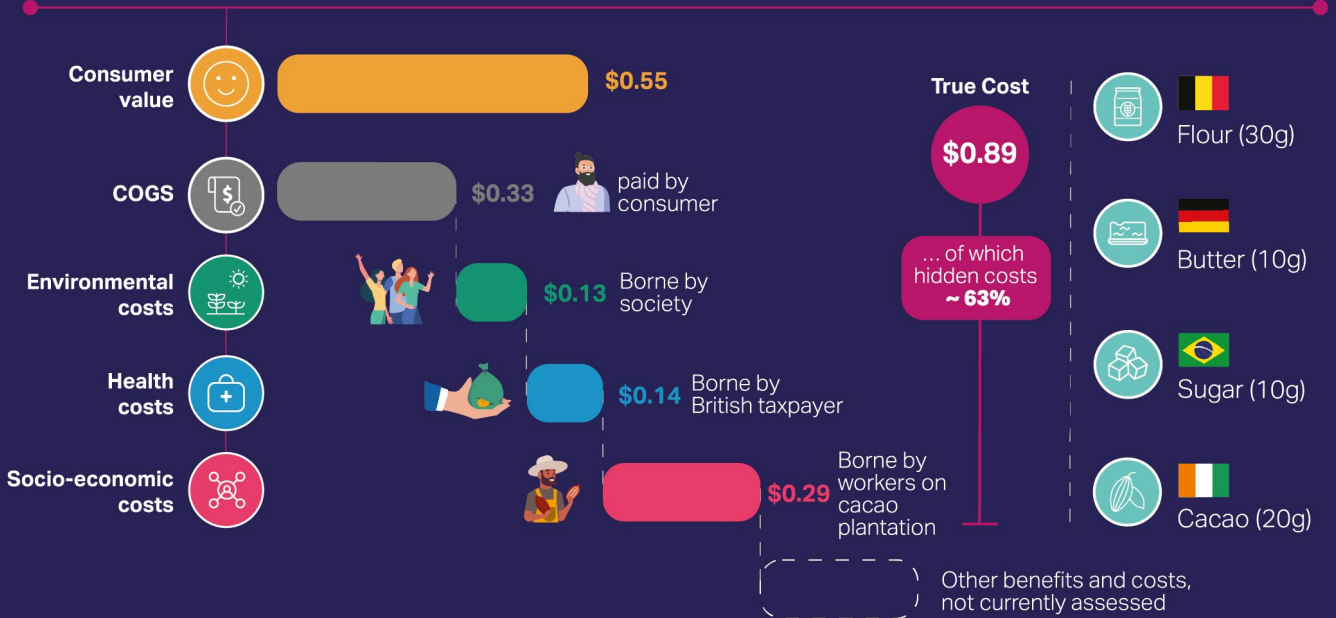 Consumer
value
$0.55
COGS
$
$0.33
paid by
consumer
Environmental
costs
$0.13
Borne by
society
Health
costs
$0.14
Borne by
British taxpayer
Socio-economic
costs
$0.29
Borne by
workers on
cacao
plantation
Other benefits and costs,
not currently assessed
True Cost
$0.89
... of which
hidden costs
~ 63%
Flour (30g)
Butter (10g)
Sugar (10g)
Cacao (20g)